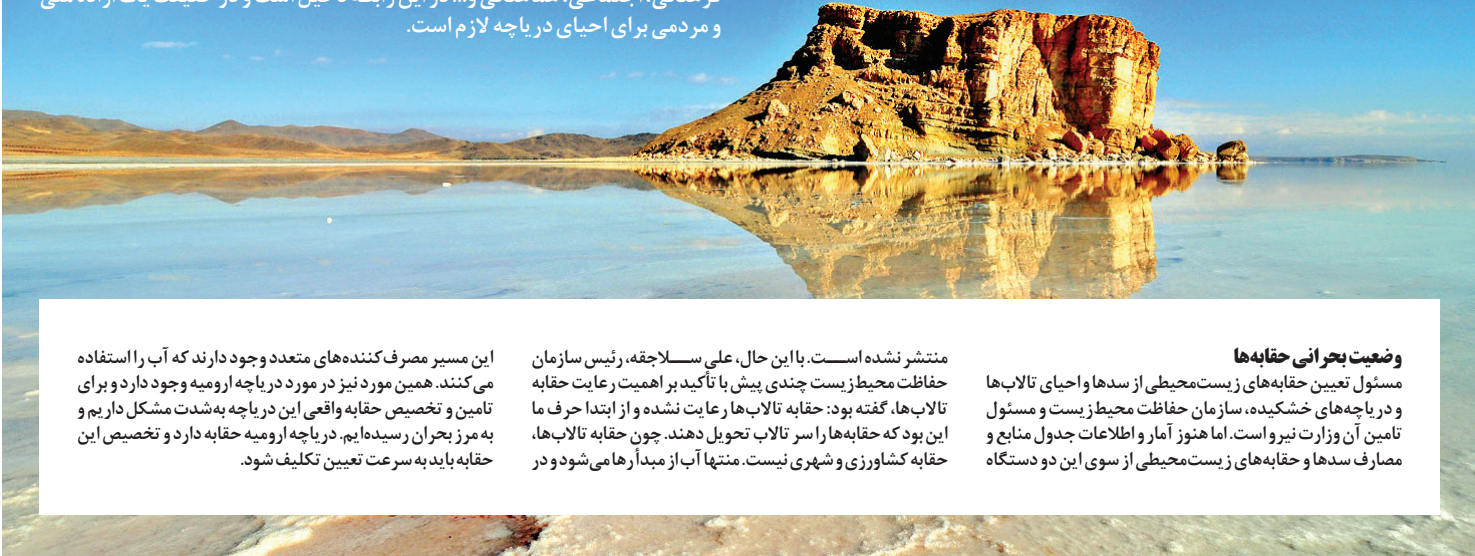 و مردمی برای احیای دریاچه لازم است.
وضعیت بحرانی حقابه‌ها
مسئول تعیین حقابه‌های زیست‌محیطی از سدها و احیای تالاب‌ها
و دریاچه‌های خشکیده، سازمان حفاظت محیط‌زیست و مسئول
تامین آن وزارت نیرو است. اما هنوز آمار و اطلاعات جدول منابع و
مصارف سدها و حقابه‌های زیست‌محیطی از سوی این دو دستگاه
منتشر نشده اســـت. با این حال، علی ســـلاجقه، رئیس سازمان
حفاظت محیط‌زیست چندی پیش با تأکید بر اهمیت رعایت حقابه
تالاب‌ها، گفته بود: حقابه تالاب‌ها رعایت نشده و از ابتدا حرف ما
این بود که حقابه‌ها را سر تالاب تحویل دهند. چون حقابه تالاب‌ها،
حقابه کشاورزی و شهری نیست. منتها آب از مبدأ رها می‌شود و در
این مسیر مصرف‌کننده‌های متعدد وجود دارند که آب را استفاده
می‌کنند. همین مورد نیز در مورد دریاچه ارومیه وجود دارد و برای
تامین و تخصیص حقابه واقعی این دریاچه به‌شدت مشکل داریم و
به مرز بحران رسیده‌ایم. دریاچه ارومیه حقابه دارد و تخصیص این
حقابه باید به سرعت تعیین تکلیف شود.